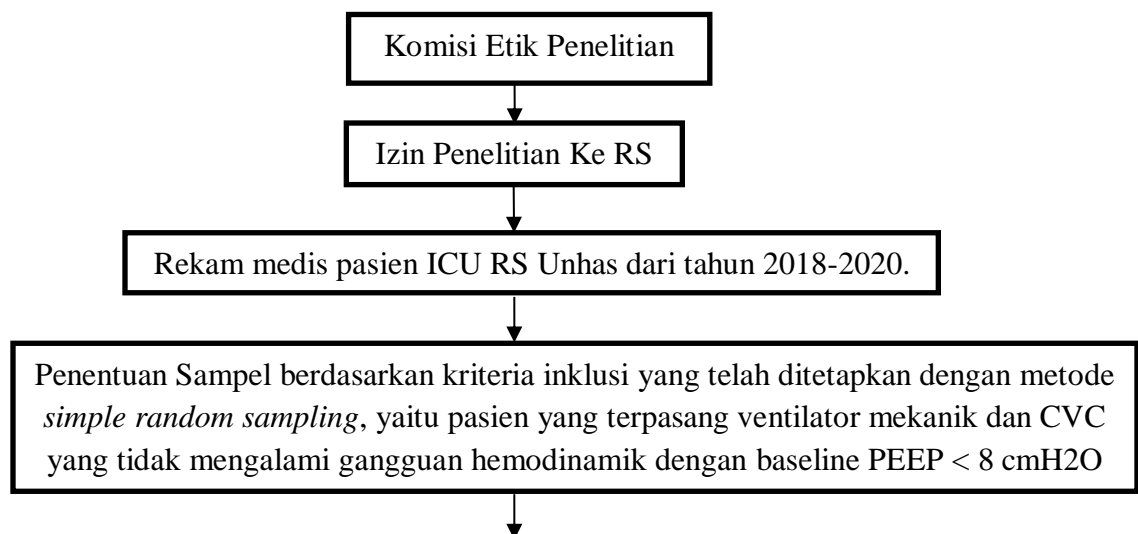 Komisi Etik Penelitian
Izin Penelitian Ke RS
Rekam medis pasien ICU RS Unhas dari tahun 2018-2020.
Penentuan Sampel berdasarkan kriteria inklusi yang telah ditetapkan dengan metode
simple random sampling, yaitu pasien yang terpasang ventilator mekanik dan CVC
yang tidak mengalami gangguan hemodinamik dengan baseline PEEP < 8 cmH2O